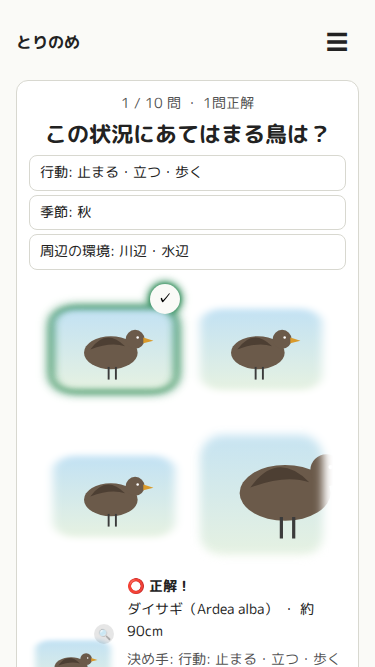 とりのめ
1 / 10 問 ・ 1問正解
この状況にあてはまる鳥は？
行動: 止まる・立つ・歩く
季節: 秋
周辺の環境: 川辺・水辺
✓
⭕ 正解！
ダイサギ（Ardea alba） ・ 約
90cm
決め手: 行動: 止まる・立つ・歩く